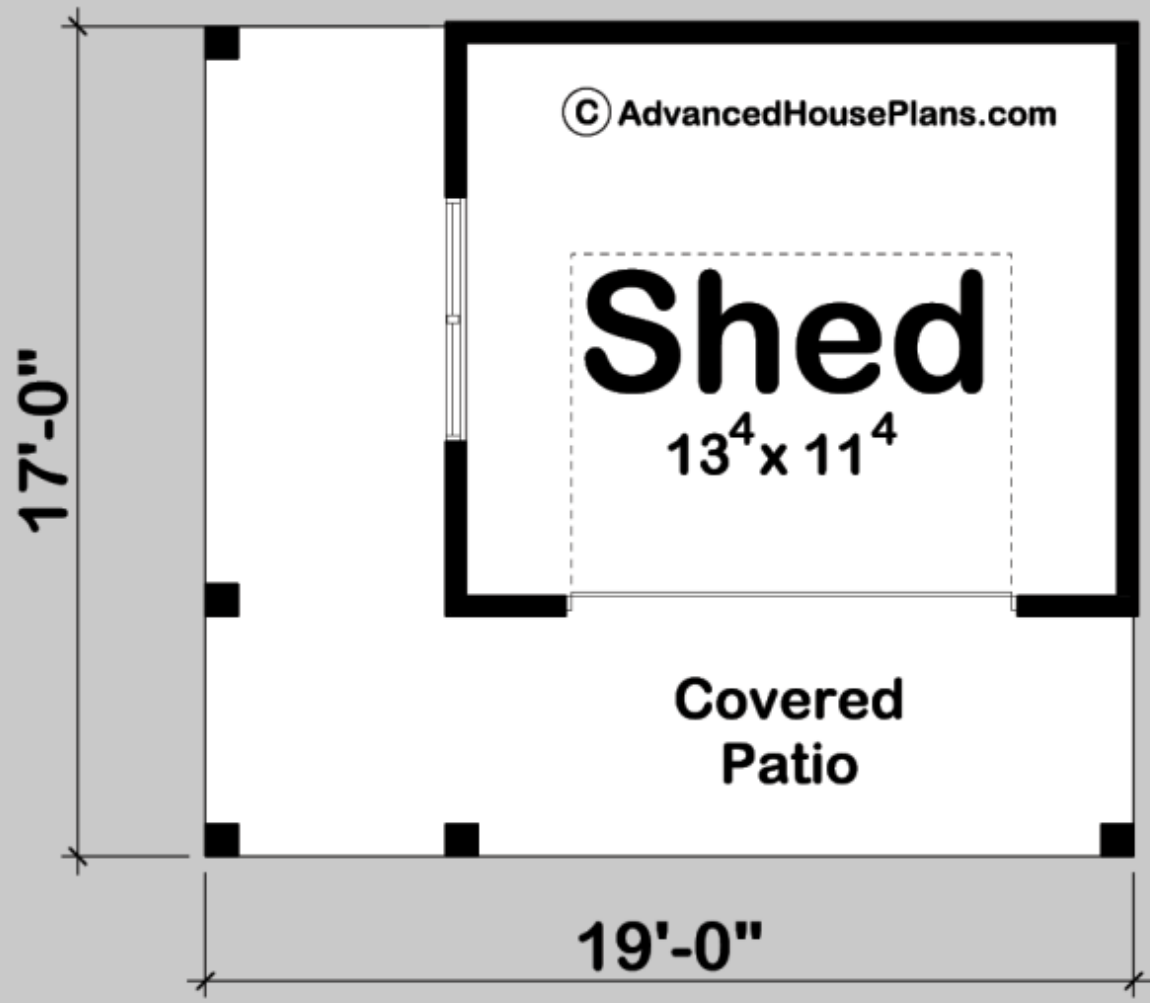 © AdvancedHousePlans.com
Shed
13⁴ x 11⁴
17'-0"
Covered
Patio
19'-0"